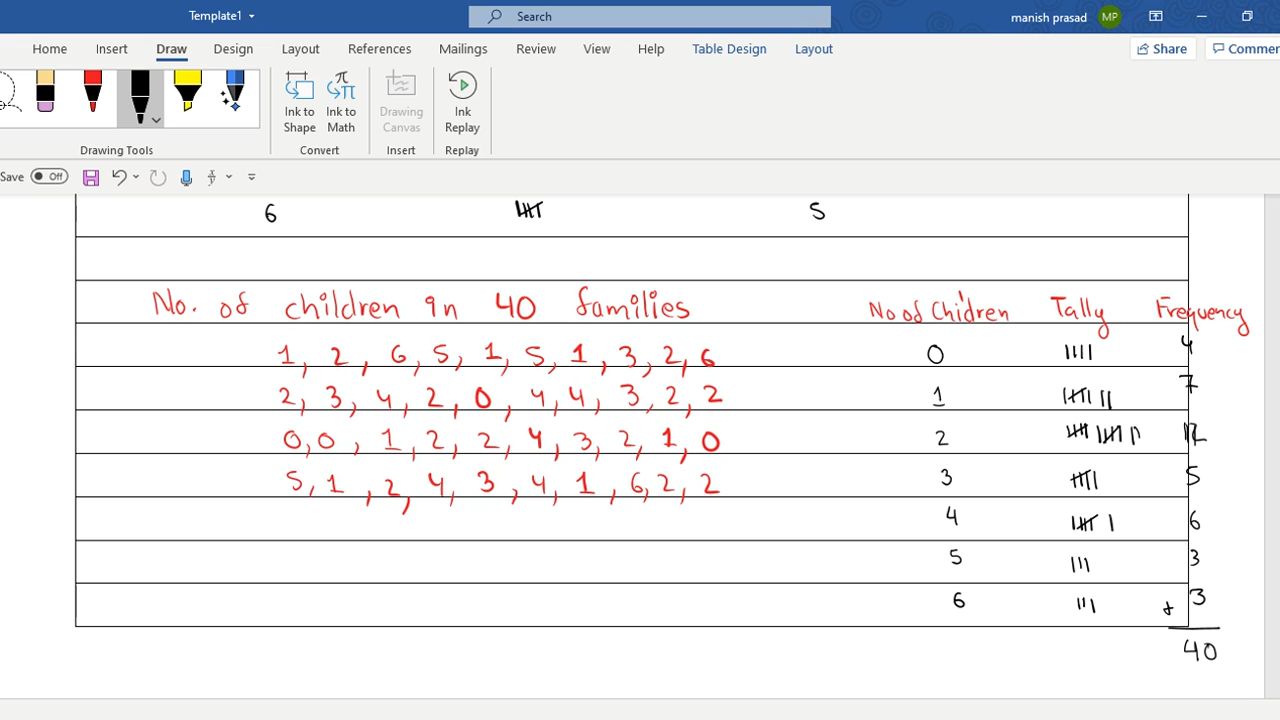 Template1
Search
manish prasad
MP
Home Insert Draw Design Layout References Mailings Review View Help Table Design Layout
Share
Comme
Ink to Shape
Ink to Math
Drawing Canvas
Ink Replay
Drawing Tools Convert Insert Replay
Save Off
6 5
No. of children in 40 families
No of Chidren Tally Frequency
1, 2, 6, 5, 1, 5, 1, 3, 2, 6
0 |||| 4
2, 3, 4, 2, 0, 4, 4, 3, 2, 2
1 7
0, 0, 1, 2, 2, 4, 3, 2, 1, 0
2 12
5, 1, 2, 4, 3, 4, 1, 6, 2, 2
3 5
4 6
5 ||| 3
6 ||| + 3
40